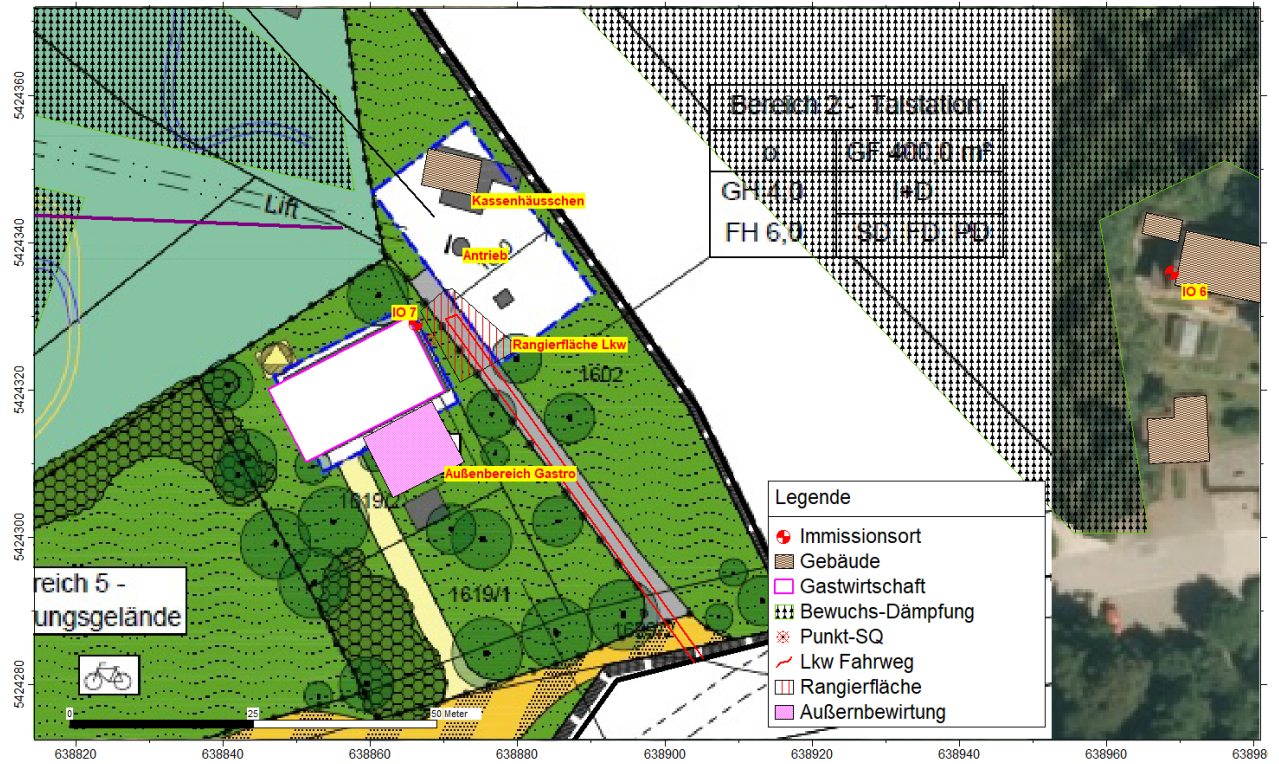 5424360
5424340
5424320
5424300
5424280
Bereich 2 - Talstation
o
GF 400,0 m²
GH 4,0
+D
FH 6,0
SD, FD, PD
Lift
Kassenhäusschen
Antrieb
IO 7
IO 6
Rangierfläche Lkw
1602
Außenbereich Gastro
1619/2
1619/1
reich 5 -
ungsgelände
Legende
Immissionsort
Gebäude
Gastwirtschaft
Bewuchs-Dämpfung
Punkt-SQ
Lkw Fahrweg
Rangierfläche
Außernbewirtung
0
25
50 Meter
638820
638840
638860
638880
638900
638920
638940
638960
63898